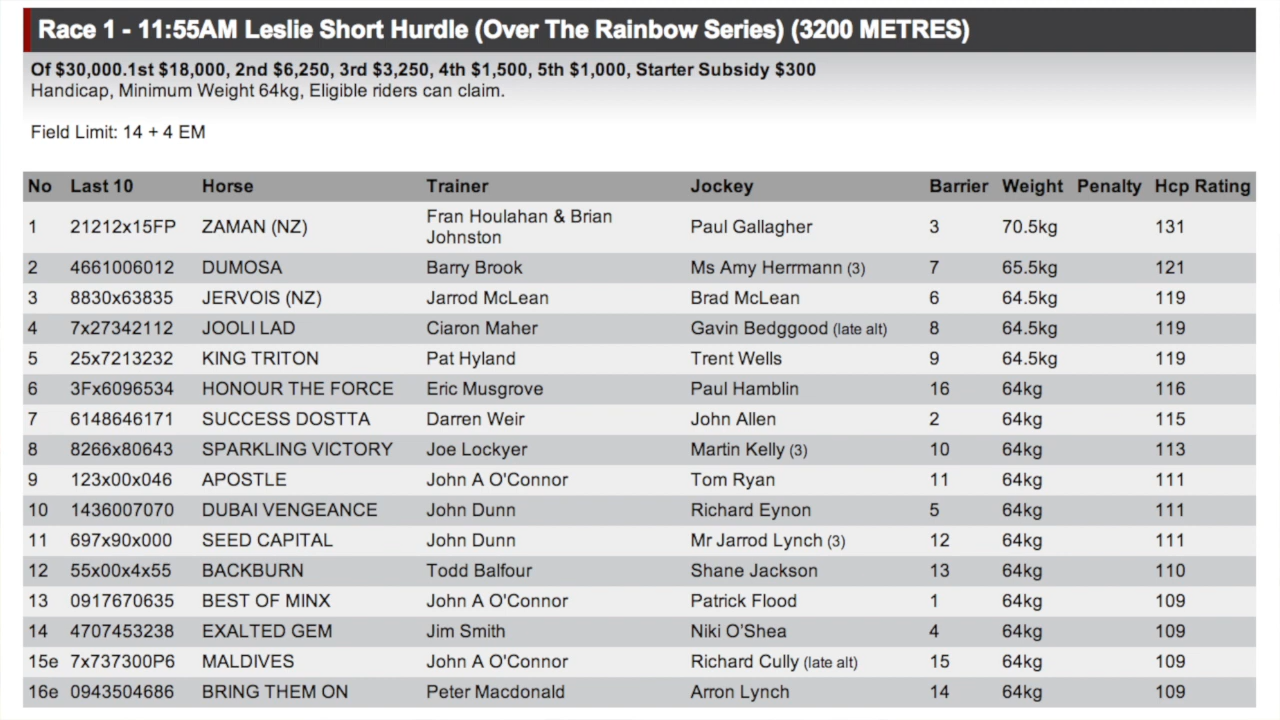 Race 1 - 11:55AM Leslie Short Hurdle (Over The Rainbow Series) (3200 METRES)
Of $30,000.1st $18,000, 2nd $6,250, 3rd $3,250, 4th $1,500, 5th $1,000, Starter Subsidy $300
Handicap, Minimum Weight 64kg, Eligible riders can claim.
Field Limit: 14 + 4 EM
No Last 10 Horse Trainer Jockey Barrier Weight Penalty Hcp Rating
1 21212x15FP ZAMAN (NZ) Fran Houlahan & Brian Johnston Paul Gallagher 3 70.5kg 131
2 4661006012 DUMOSA Barry Brook Ms Amy Herrmann (3) 7 65.5kg 121
3 8830x63835 JERVOIS (NZ) Jarrod McLean Brad McLean 6 64.5kg 119
4 7x27342112 JOOLI LAD Ciaron Maher Gavin Bedggood (late alt) 8 64.5kg 119
5 25x7213232 KING TRITON Pat Hyland Trent Wells 9 64.5kg 119
6 3Fx6096534 HONOUR THE FORCE Eric Musgrove Paul Hamblin 16 64kg 116
7 6148646171 SUCCESS DOSTTA Darren Weir John Allen 2 64kg 115
8 8266x80643 SPARKLING VICTORY Joe Lockyer Martin Kelly (3) 10 64kg 113
9 123x00x046 APOSTLE John A O'Connor Tom Ryan 11 64kg 111
10 1436007070 DUBAI VENGEANCE John Dunn Richard Eynon 5 64kg 111
11 697x90x000 SEED CAPITAL John Dunn Mr Jarrod Lynch (3) 12 64kg 111
12 55x00x4x55 BACKBURN Todd Balfour Shane Jackson 13 64kg 110
13 0917670635 BEST OF MINX John A O'Connor Patrick Flood 1 64kg 109
14 4707453238 EXALTED GEM Jim Smith Niki O'Shea 4 64kg 109
15e 7x737300P6 MALDIVES John A O'Connor Richard Cully (late alt) 15 64kg 109
16e 0943504686 BRING THEM ON Peter Macdonald Arron Lynch 14 64kg 109